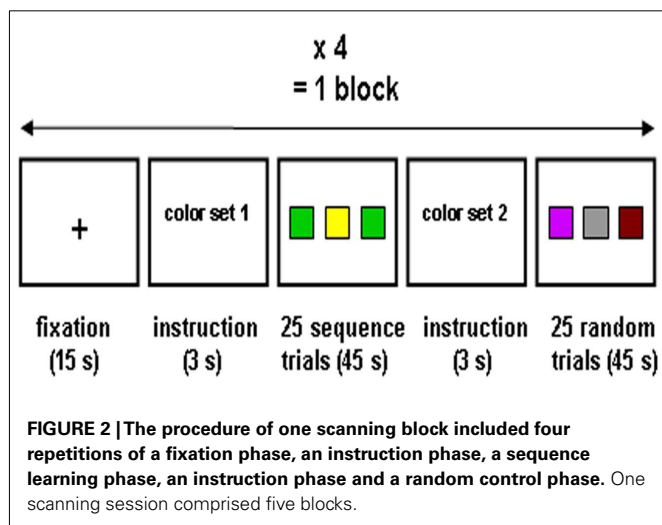 x 4
= 1 block
+
color set 1
color set 2
fixation
(15 s)
instruction
(3 s)
25 sequence
trials (45 s)
instruction
(3 s)
25 random
trials (45 s)
FIGURE 2 | The procedure of one scanning block included four
repetitions of a fixation phase, an instruction phase, a sequence
learning phase, an instruction phase and a random control phase. One
scanning session comprised five blocks.